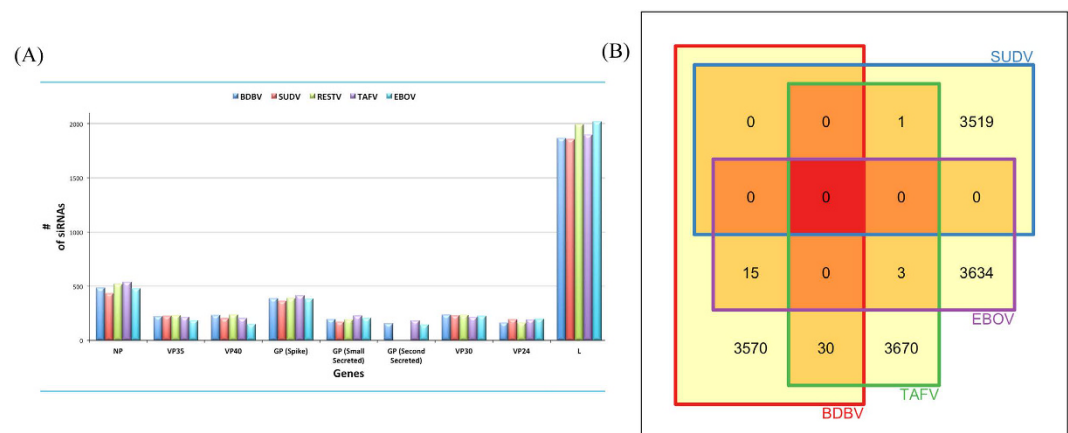 (A)
BDBV SUDV RESTV TAFV EBOV
2000
1500
1000
500
0
#
of siRNAs
NP VP35 VP40 GP (Spike) GP (Small Secreted) GP (Second Secreted) VP30 VP24 L
Genes
(B)
SUDV
0 0 1 3519
0 0 0 0
15 0 3 3634
EBOV
3570 30 3670
TAFV
BDBV